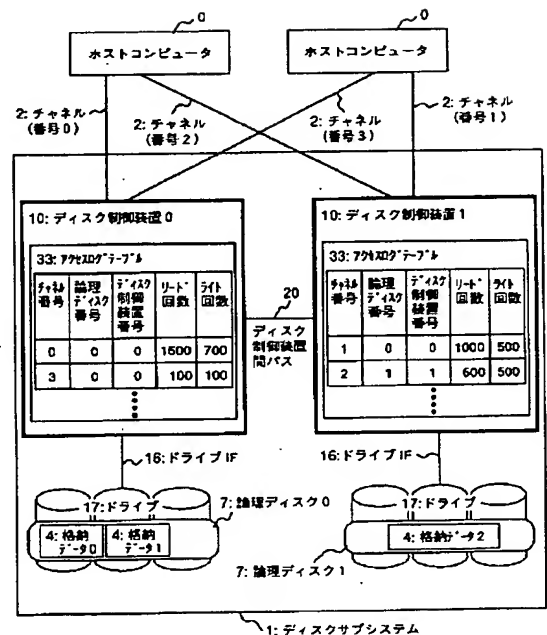 0
0
ホストコンピュータ
ホストコンピュータ
2: チャネル
(番号0)
2: チャネル
(番号2)
2: チャネル
(番号3)
2: チャネル
(番号1)
10: ディスク制御装置0
33: アクセスログテーブル
チャネル番号 論理ディスク番号 ディスク制御装置番号 リード回数 ライト回数
0 0 0 1500 700
3 0 0 100 100
20
ディスク
制御装置
間パス
10: ディスク制御装置1
33: アクセスログテーブル
チャネル番号 論理ディスク番号 ディスク制御装置番号 リード回数 ライト回数
1 0 0 1000 500
2 1 1 600 500
16: ドライブIF
16: ドライブIF
17: ドライブ
7: 論理ディスク0
4: 格納
データ0
4: 格納
データ1
17: ドライブ
4: 格納データ2
7: 論理ディスク1
1: ディスクサブシステム